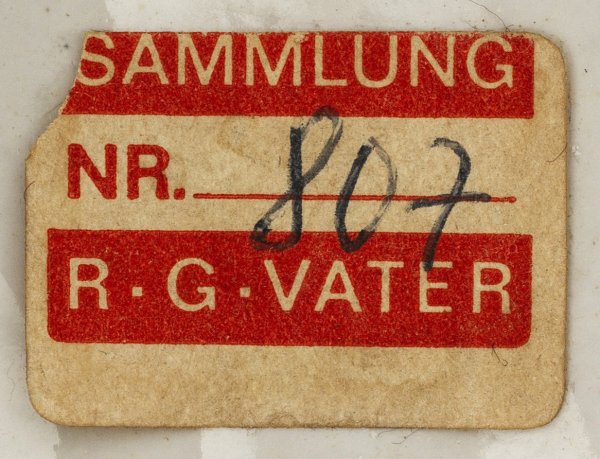 SAMMLUNG
NR. 807
R·G·VATER